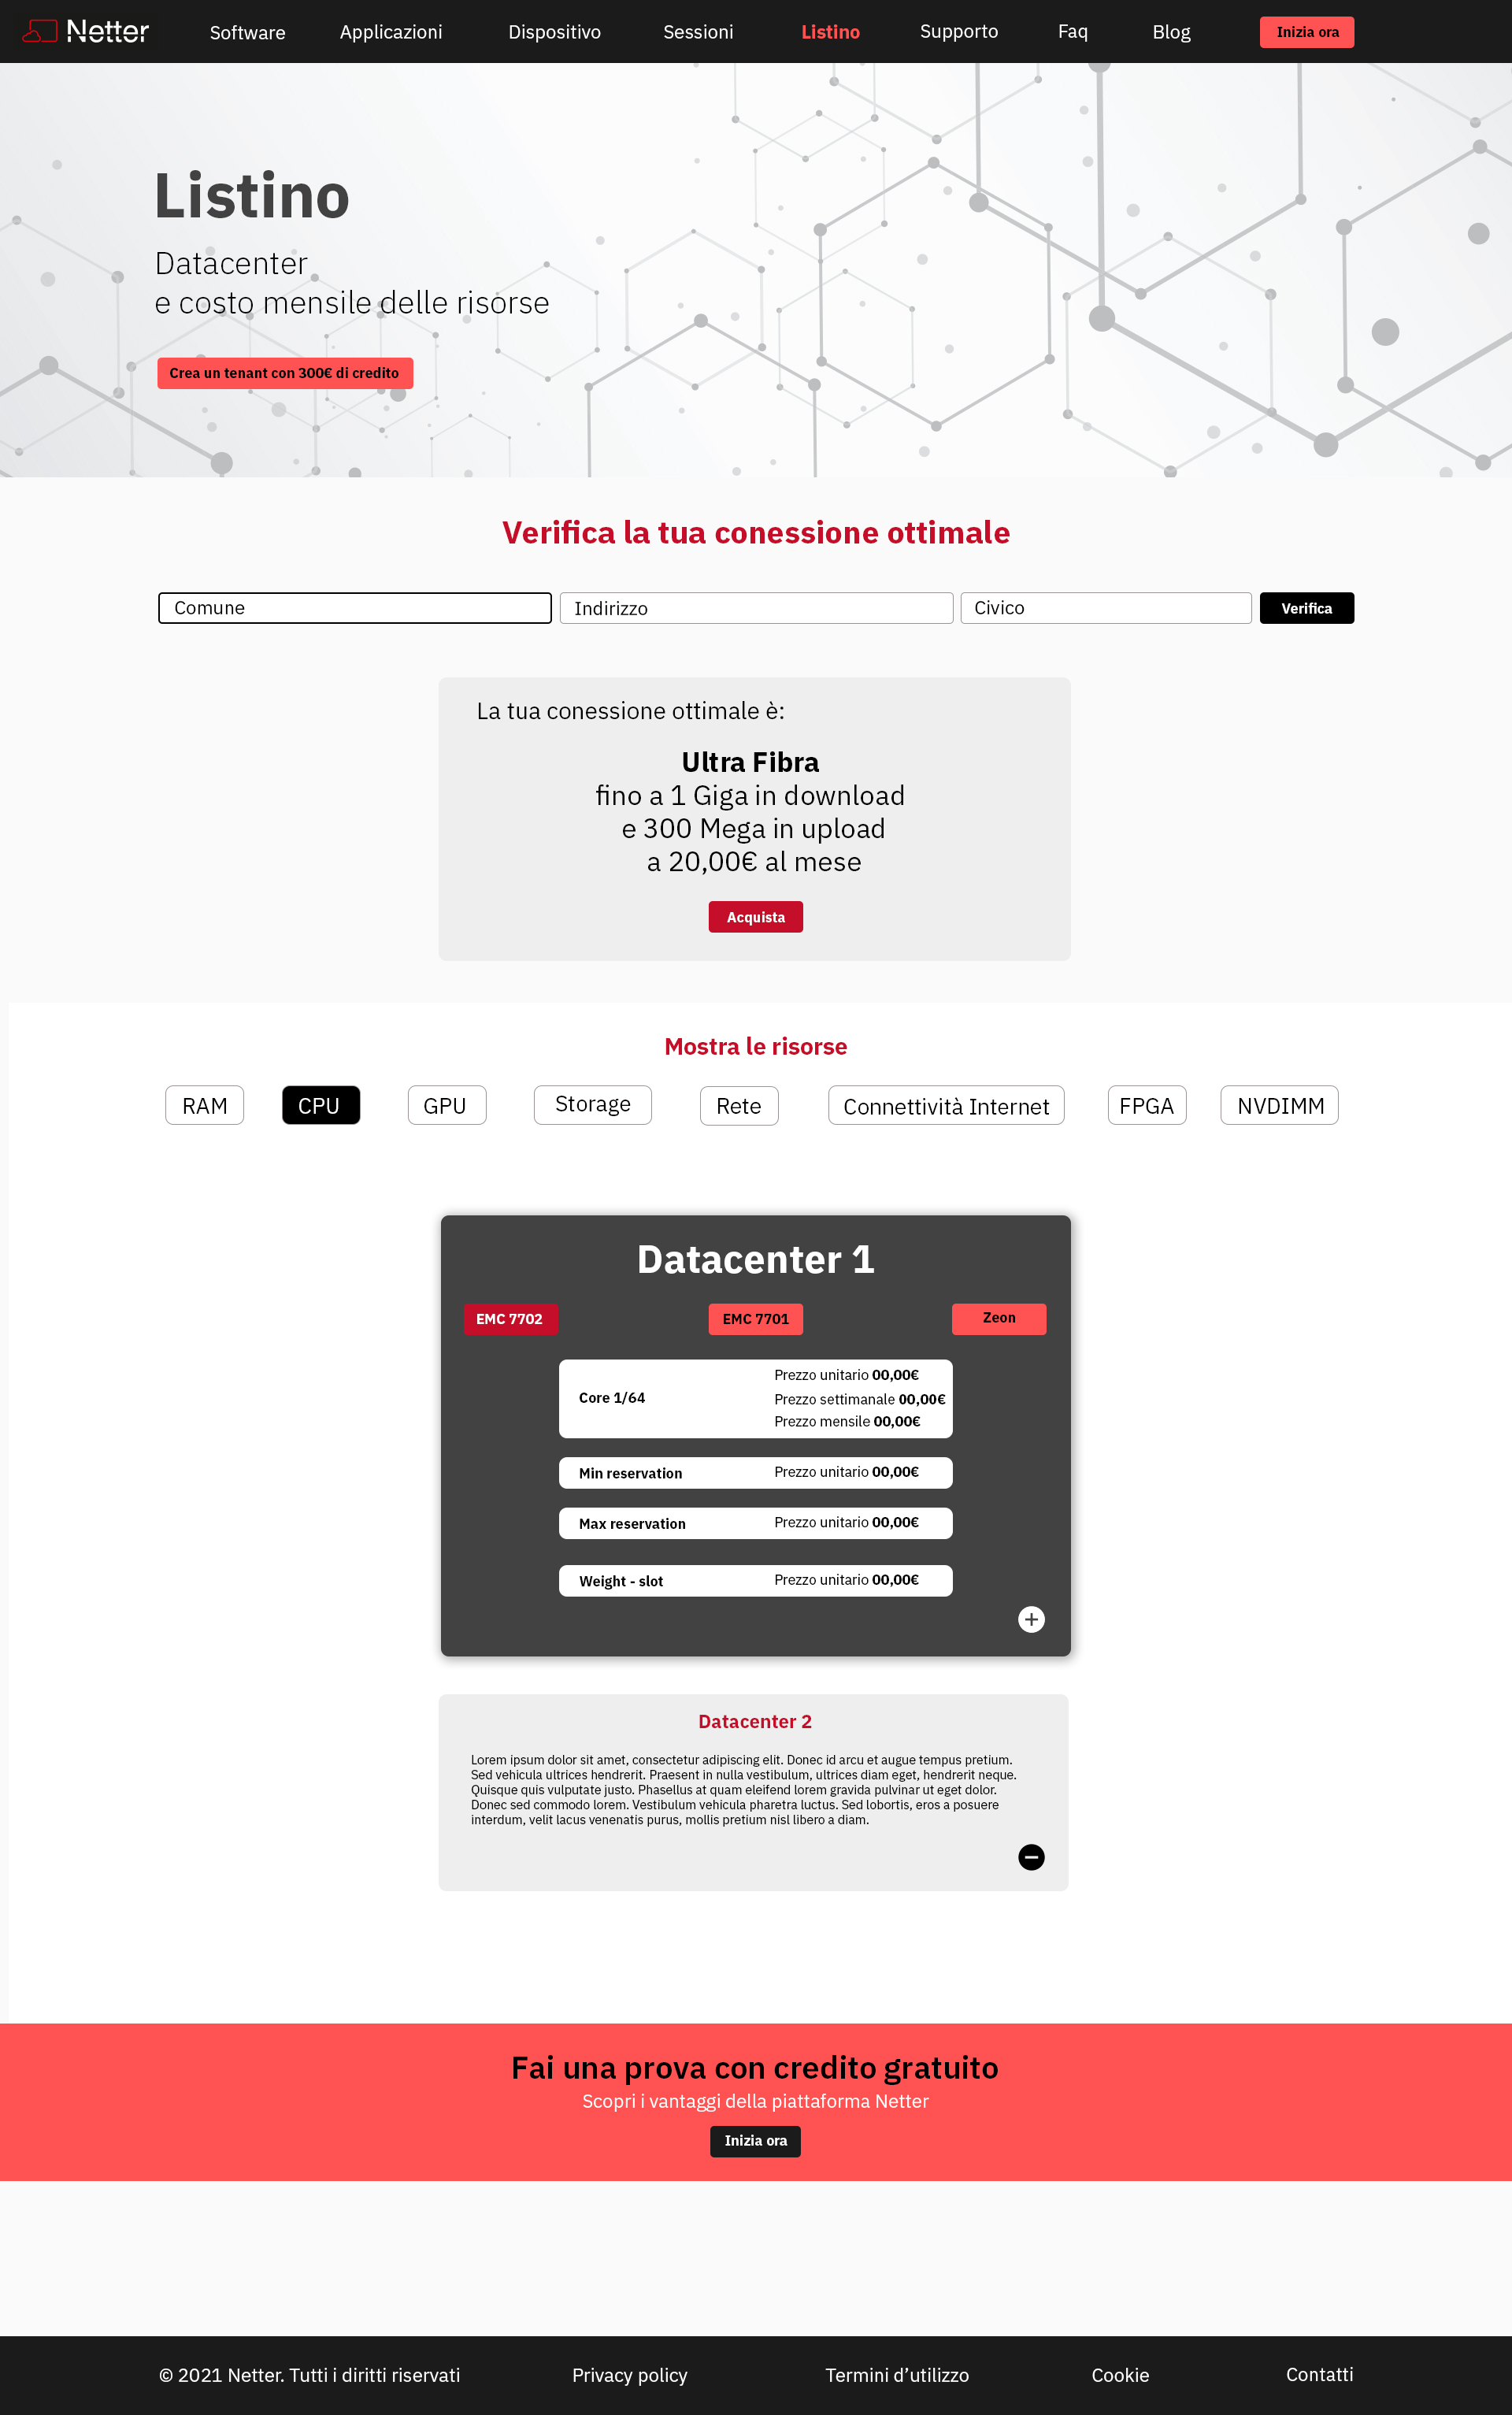 Netter
Software
Applicazioni
Dispositivo
Sessioni
Listino
Supporto
Faq
Blog
Inizia ora
Listino
Datacenter
e costo mensile delle risorse
Crea un tenant con 300€ di credito
Verifica la tua conessione ottimale
Comune
Indirizzo
Civico
Verifica
La tua conessione ottimale è:
Ultra Fibra
fino a 1 Giga in download
e 300 Mega in upload
a 20,00€ al mese
Acquista
Mostra le risorse
RAM
CPU
GPU
Storage
Rete
Connettività Internet
FPGA
NVDIMM
Datacenter 1
EMC 7702
EMC 7701
Zeon
Core 1/64
Prezzo unitario 00,00€
Prezzo settimanale 00,00€
Prezzo mensile 00,00€
Min reservation
Prezzo unitario 00,00€
Max reservation
Prezzo unitario 00,00€
Weight - slot
Prezzo unitario 00,00€
Datacenter 2
Lorem ipsum dolor sit amet, consectetur adipiscing elit. Donec id arcu et augue tempus pretium.
Sed vehicula ultrices hendrerit. Praesent in nulla vestibulum, ultrices diam eget, hendrerit neque.
Quisque quis vulputate justo. Phasellus at quam eleifend lorem gravida pulvinar ut eget dolor.
Donec sed commodo lorem. Vestibulum vehicula pharetra luctus. Sed lobortis, eros a posuere
interdum, velit lacus venenatis purus, mollis pretium nisl libero a diam.
Fai una prova con credito gratuito
Scopri i vantaggi della piattaforma Netter
Inizia ora
© 2021 Netter. Tutti i diritti riservati
Privacy policy
Termini d’utilizzo
Cookie
Contatti